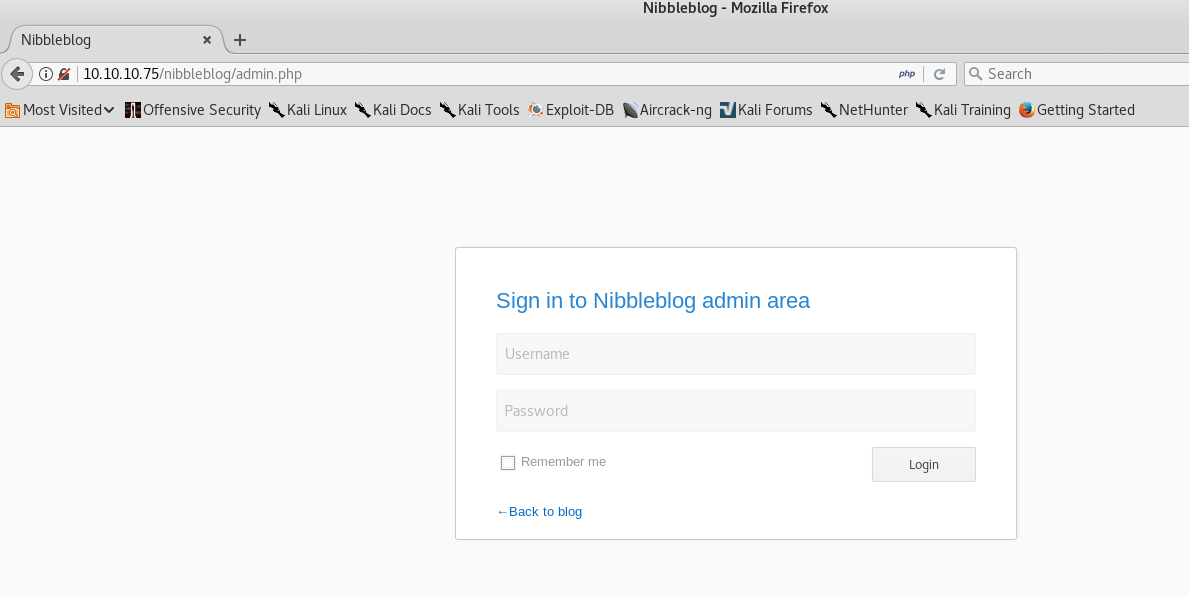 Nibbleblog - Mozilla Firefox
Nibbleblog
10.10.10.75/nibbleblog/admin.php php Search
Most Visited Offensive Security Kali Linux Kali Docs Kali Tools Exploit-DB Aircrack-ng Kali Forums NetHunter Kali Training Getting Started
Sign in to Nibbleblog admin area
Username
Password
Remember me Login
←Back to blog